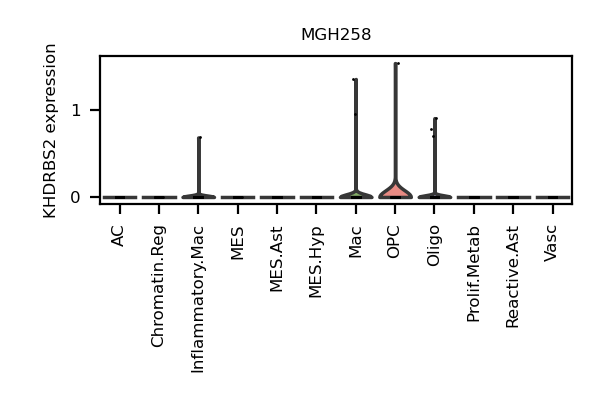 MGH258
KHDRBS2 expression
1
0
AC
Chromatin.Reg
Inflammatory.Mac
MES
MES.Ast
MES.Hyp
Mac
OPC
Oligo
Prolif.Metab
Reactive.Ast
Vasc